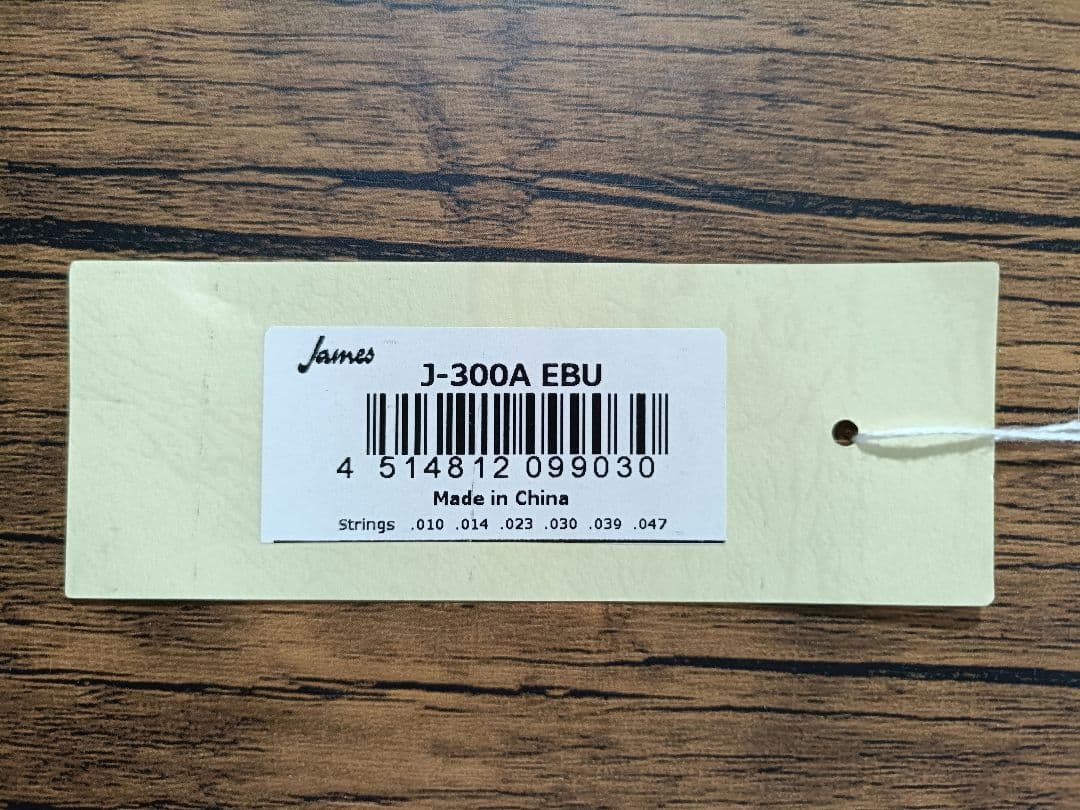 James
J-300A EBU
4 514812 099030
Made in China
Strings .010 .014 .023 .030 .039 .047